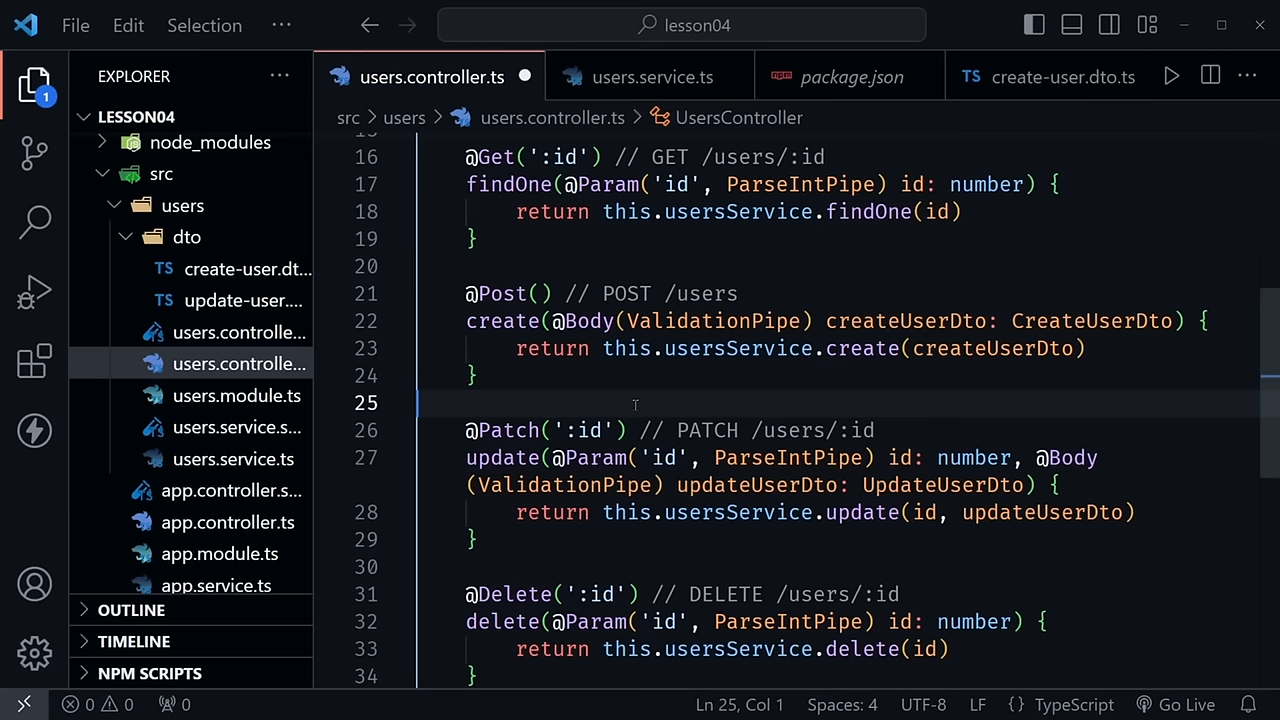 File Edit Selection ··· lesson04
EXPLORER ···
LESSON04
node_modules
src
users
dto
create-user.dt...
update-user....
users.controlle...
users.controlle...
users.module.ts
users.service.s...
users.service.ts
app.controller.s...
app.controller.ts
app.module.ts
app.service.ts
OUTLINE
TIMELINE
NPM SCRIPTS
1
users.controller.ts users.service.ts package.json TS create-user.dto.ts ···
src > users > users.controller.ts > UsersController
15
16 @Get(':id') // GET /users/:id
17 findOne(@Param('id', ParseIntPipe) id: number) {
18 return this.usersService.findOne(id)
19 }
20
21 @Post() // POST /users
22 create(@Body(ValidationPipe) createUserDto: CreateUserDto) {
23 return this.usersService.create(createUserDto)
24 }
25
26 @Patch(':id') // PATCH /users/:id
27 update(@Param('id', ParseIntPipe) id: number, @Body
(ValidationPipe) updateUserDto: UpdateUserDto) {
28 return this.usersService.update(id, updateUserDto)
29 }
30
31 @Delete(':id') // DELETE /users/:id
32 delete(@Param('id', ParseIntPipe) id: number) {
33 return this.usersService.delete(id)
34 }
0 0 0 Ln 25, Col 1 Spaces: 4 UTF-8 LF {} TypeScript Go Live